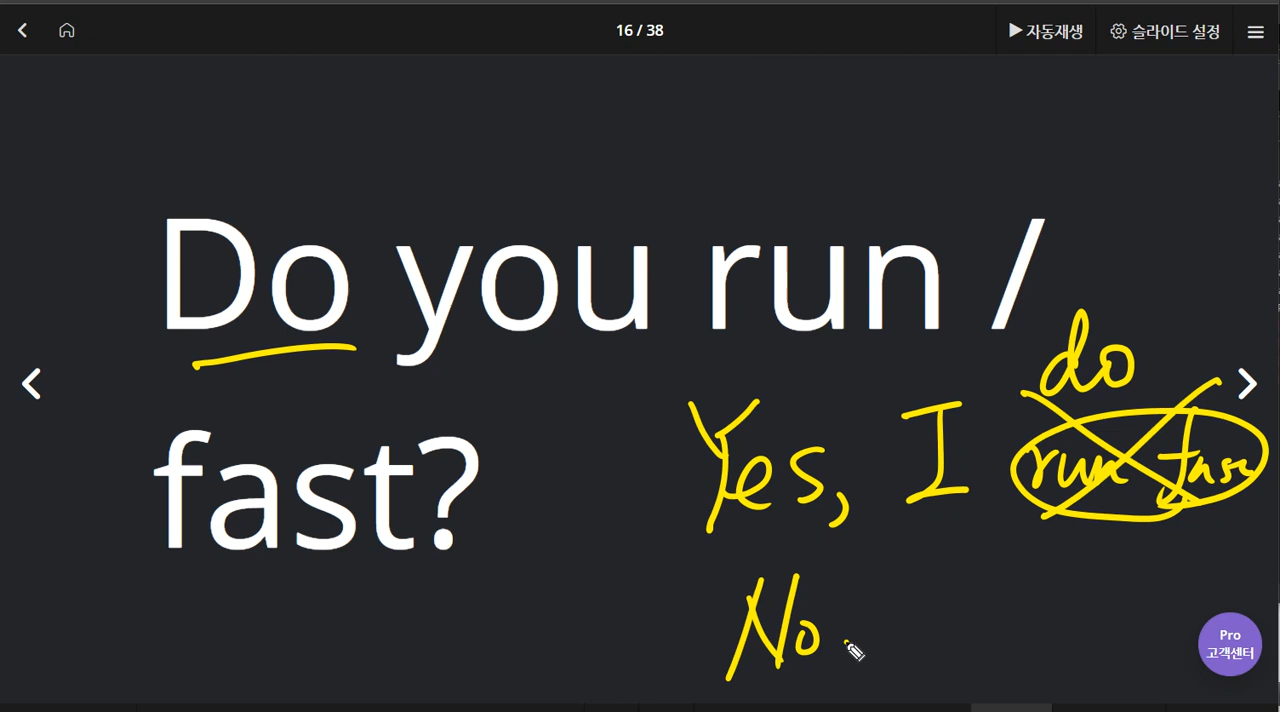 16 / 38
▶ 자동재생
슬라이드 설정
Do you run /
fast?
do
Yes, I run fast
No
Pro
고객센터